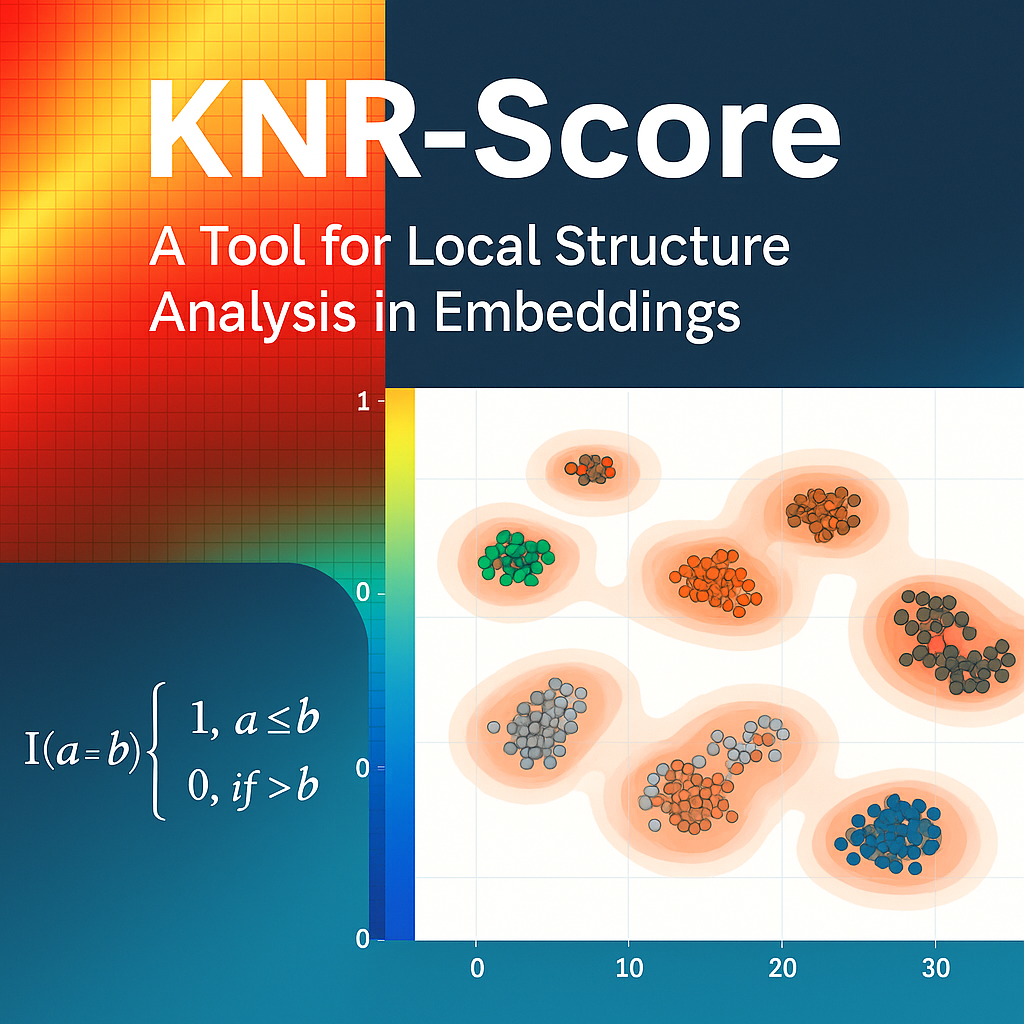 KNR-Score
A Tool for Local Structure
Analysis in Embeddings
1
0
0
0
I(a=b){ 1, a≤b
0, if >b
0 10 20 30